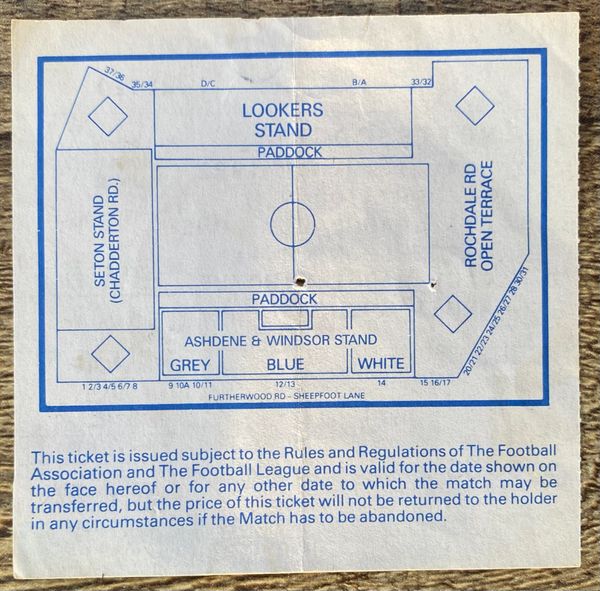 37/36
35/34
D/C
B/A
33/32
LOOKERS
STAND
PADDOCK
SETON STAND
(CHADDERTON RD.)
ROCHDALE RD
OPEN TERRACE
PADDOCK
ASHDENE & WINDSOR STAND
GREY
BLUE
WHITE
20/21 22/23 24/25 26/27 28 30/31
1 2/3 4/5 6/7 8
9 10A 10/11
12/13
14
15 16/17
FURTHERWOOD RD - SHEEPFOOT LANE
This ticket is issued subject to the Rules and Regulations of The Football
Association and The Football League and is valid for the date shown on
the face hereof or for any other date to which the match may be
transferred, but the price of this ticket will not be returned to the holder
in any circumstances if the Match has to be abandoned.